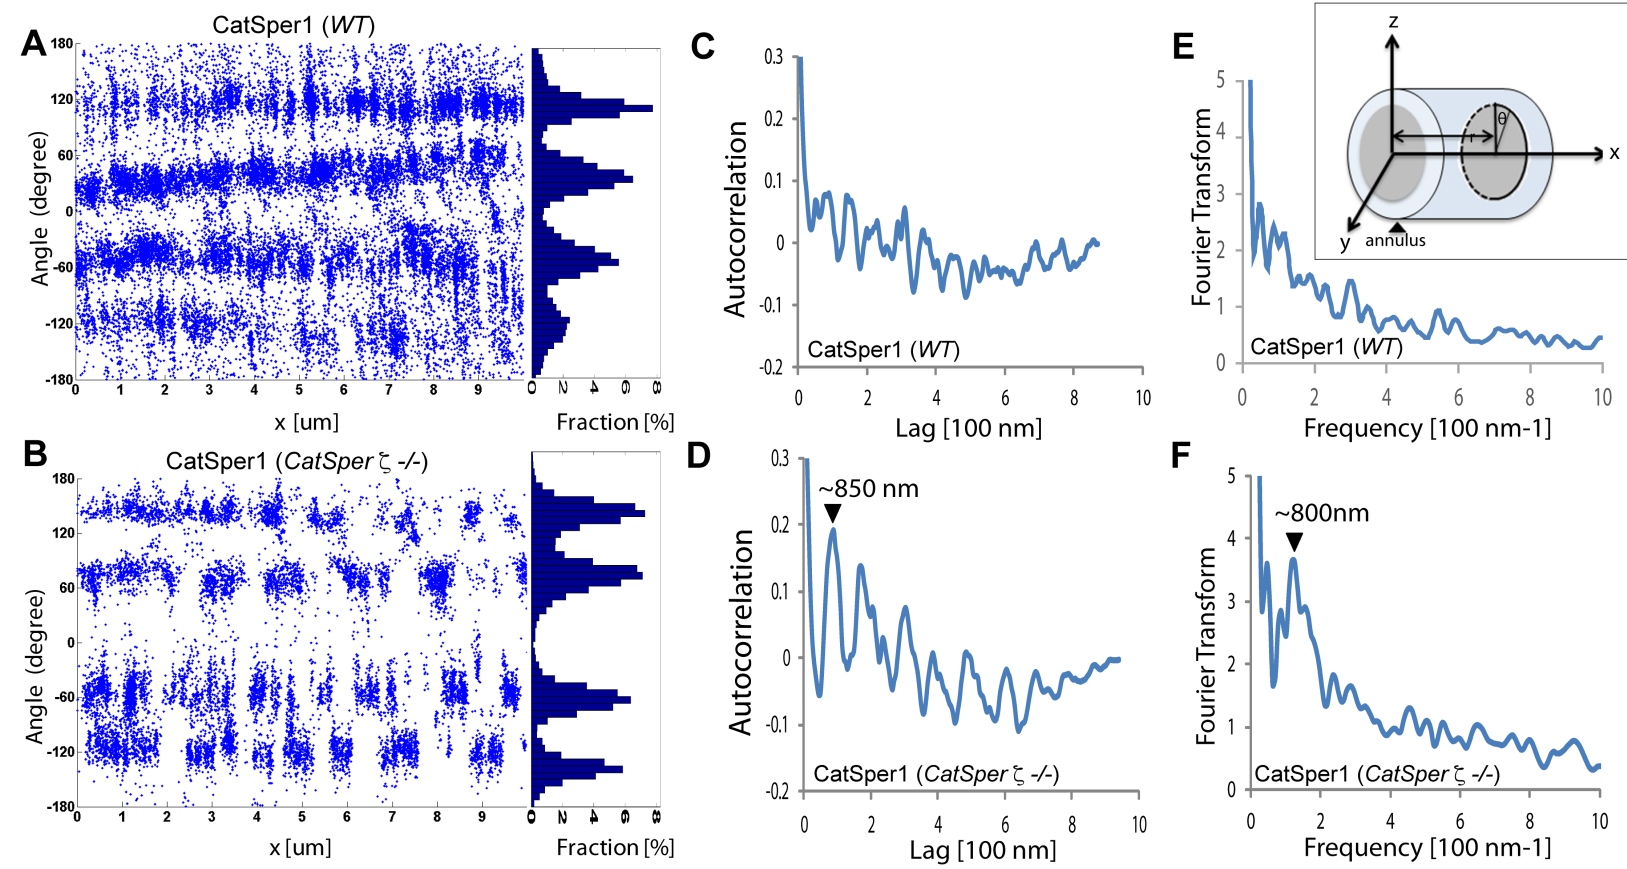 A
CatSper1 (WT)
180
120
60
0
-60
-120
-180
Angle (degree)
0 1 2 3 4 5 6 7 8 9
x [um]
0 2 4 6 8
Fraction [%]
B
CatSper1 (CatSper ζ -/-)
180
120
60
0
-60
-120
-180
Angle (degree)
0 1 2 3 4 5 6 7 8 9
x [um]
0 2 4 6 8
Fraction [%]
C
0.3
0.2
0.1
0
-0.1
-0.2
Autocorrelation
CatSper1 (WT)
0 2 4 6 8 10
Lag [100 nm]
D
0.3
0.2
0.1
0
-0.1
-0.2
Autocorrelation
~850 nm
CatSper1 (CatSper ζ -/-)
0 2 4 6 8 10
Lag [100 nm]
E
5
4
3
2
1
0
Fourier Transform
z
θ
r
x
y
annulus
CatSper1 (WT)
0 2 4 6 8 10
Frequency [100 nm-1]
F
5
4
3
2
1
0
Fourier Transform
~800nm
CatSper1 (CatSper ζ -/-)
0 2 4 6 8 10
Frequency [100 nm-1]